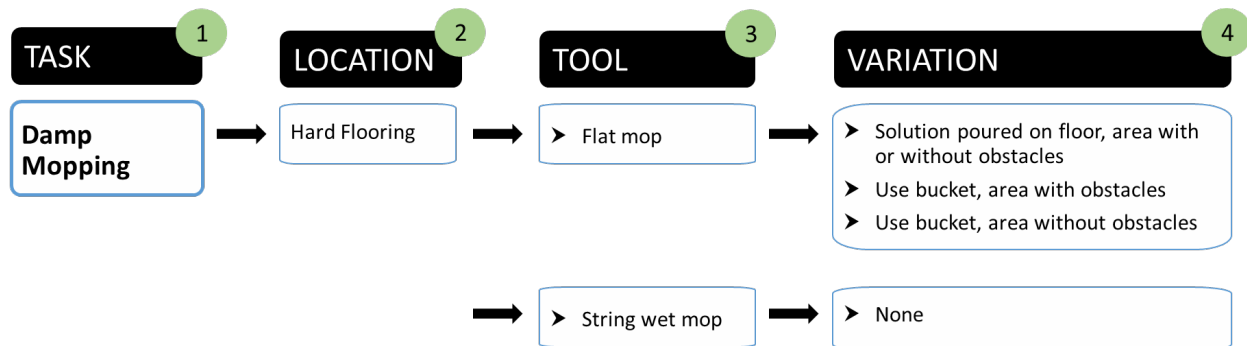 1
TASK
2
LOCATION
3
TOOL
4
VARIATION
Damp
Mopping
Hard Flooring
➤ Flat mop
➤ Solution poured on floor, area with
or without obstacles
➤ Use bucket, area with obstacles
➤ Use bucket, area without obstacles
➤ String wet mop
➤ None